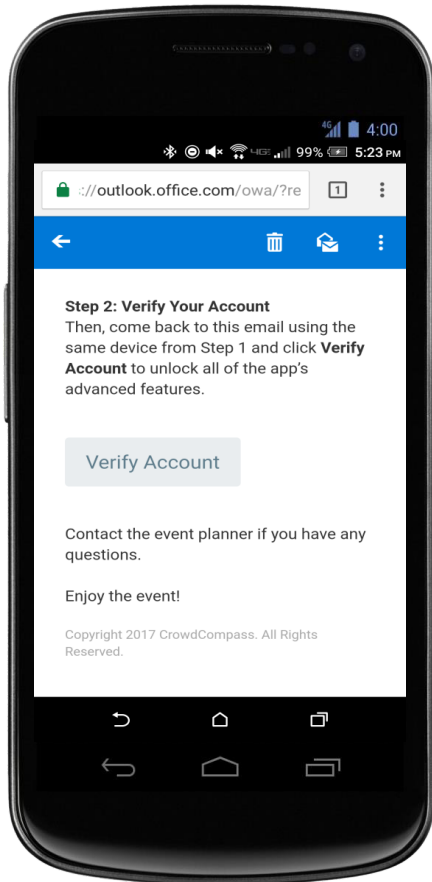 4G 4:00
4G 99% 5:23 PM
://outlook.office.com/owa/?re 1
Step 2: Verify Your Account
Then, come back to this email using the
same device from Step 1 and click Verify
Account to unlock all of the app's
advanced features.
Verify Account
Contact the event planner if you have any
questions.
Enjoy the event!
Copyright 2017 CrowdCompass. All Rights
Reserved.